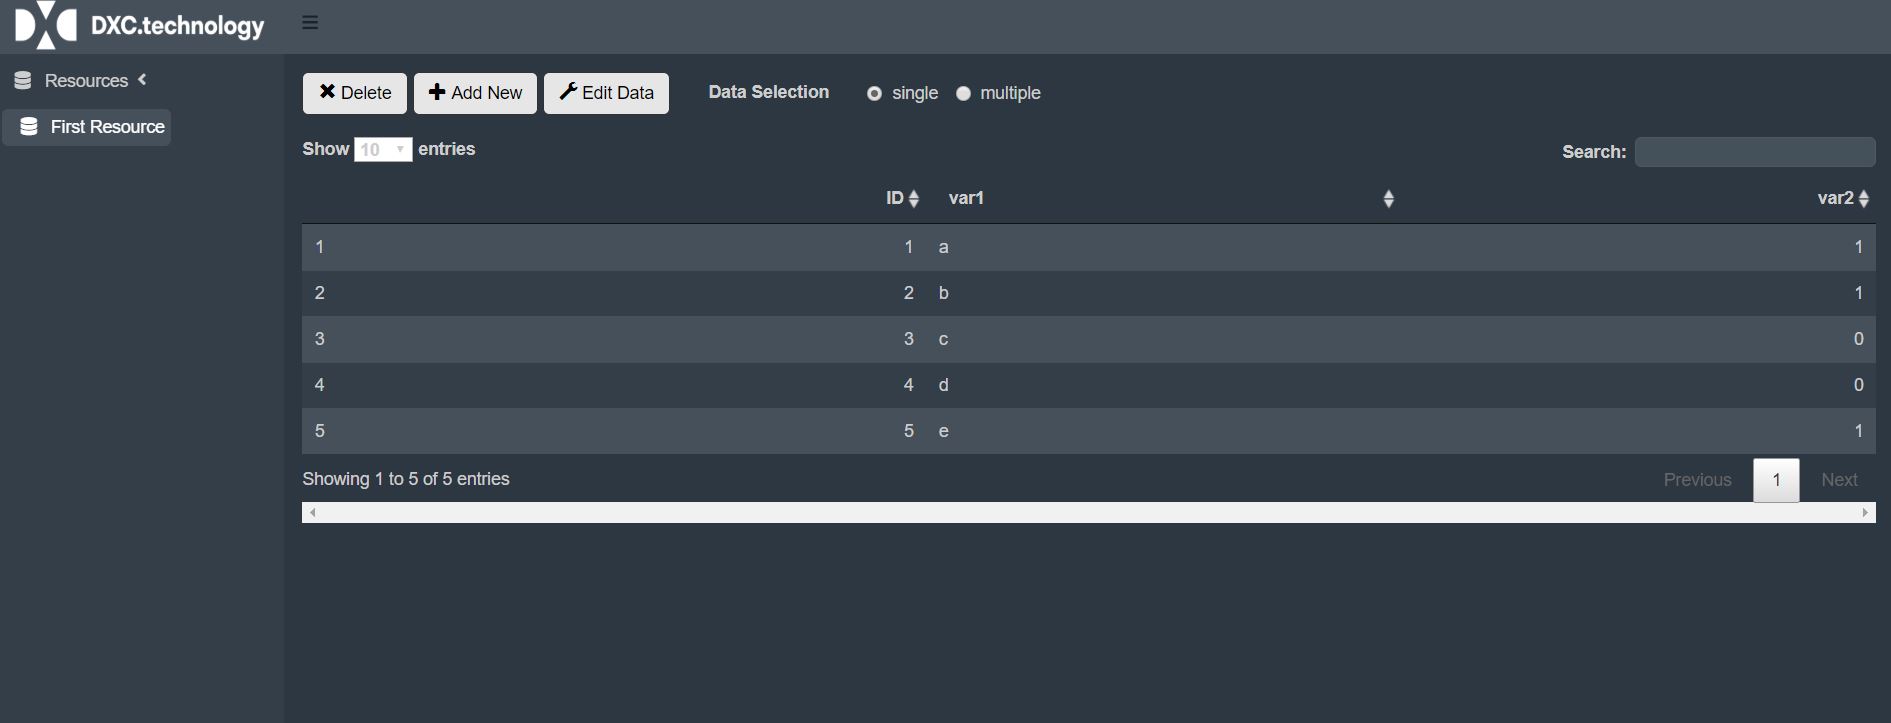 DXC.technology
Resources
First Resource
Delete Add New Edit Data Data Selection single multiple
Show 10 entries Search:
ID var1 var2
1 1 a 1
2 2 b 1
3 3 c 0
4 4 d 0
5 5 e 1
Showing 1 to 5 of 5 entries Previous 1 Next